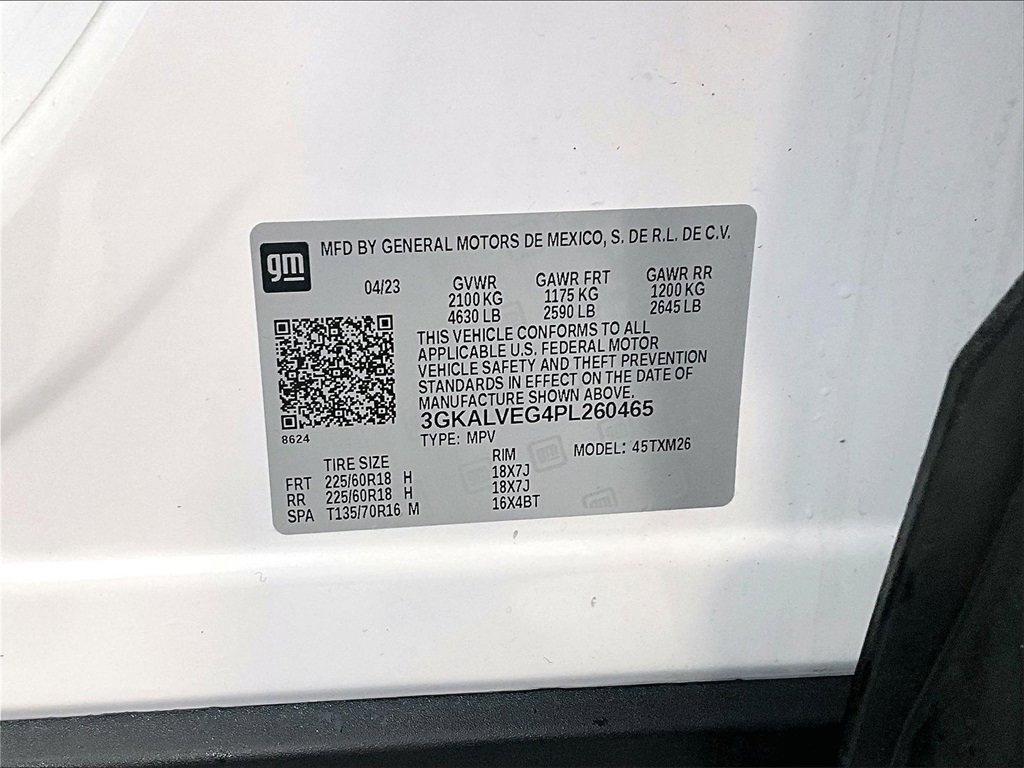 gm MFD BY GENERAL MOTORS DE MEXICO, S. DE R.L. DE C.V.
04/23 GVWR GAWR FRT GAWR RR
2100 KG 1175 KG 1200 KG
4630 LB 2590 LB 2645 LB
THIS VEHICLE CONFORMS TO ALL
APPLICABLE U.S. FEDERAL MOTOR
VEHICLE SAFETY AND THEFT PREVENTION
STANDARDS IN EFFECT ON THE DATE OF
MANUFACTURE SHOWN ABOVE.
3GKALVEG4PL260465
8624
TYPE: MPV MODEL: 45TXM26
TIRE SIZE RIM
FRT 225/60R18 H 18X7J
RR 225/60R18 H 18X7J
SPA T135/70R16 M 16X4BT